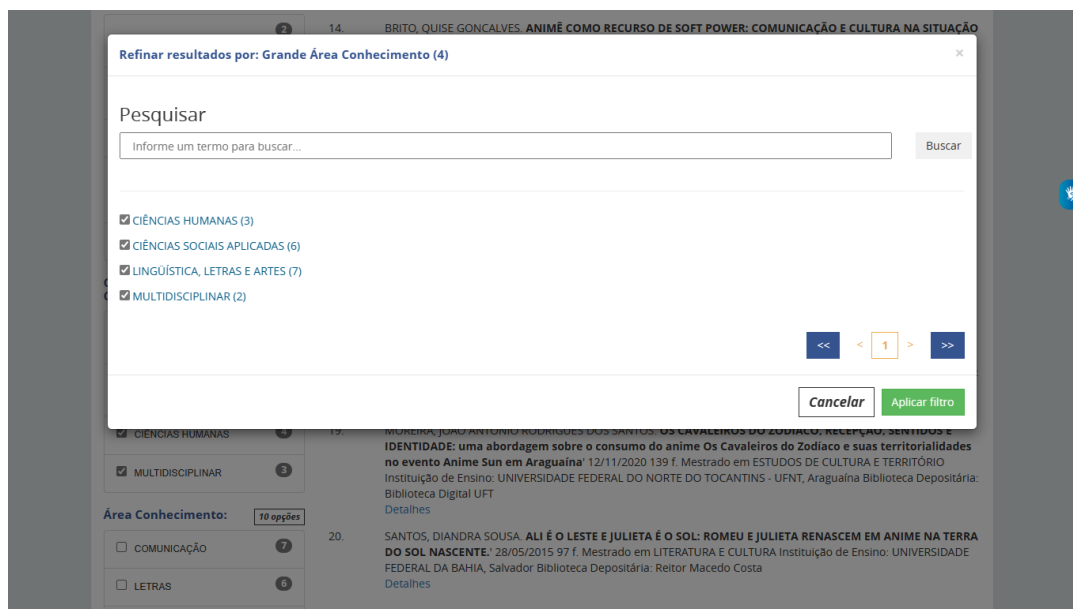 2
14. BRITO, QUISE GONCALVES. ANIMÊ COMO RECURSO DE SOFT POWER: COMUNICAÇÃO E CULTURA NA SITUAÇÃO
Refinar resultados por: Grande Área Conhecimento (4)
×
Pesquisar
Informe um termo para buscar...
Buscar
CIÊNCIAS HUMANAS (3)
CIÊNCIAS SOCIAIS APLICADAS (6)
LINGÜÍSTICA, LETRAS E ARTES (7)
MULTIDISCIPLINAR (2)
<< < 1 > >>
Cancelar
Aplicar filtro
CIÊNCIAS HUMANAS
19. MOREIRA, JOAO ANTONIO RODRIGUES DOS SANTOS. OS CAVALEIROS DO ZODÍACO, RECEPÇÃO, SENTIDOS E
IDENTIDADE: uma abordagem sobre o consumo do anime Os Cavaleiros do Zodíaco e suas territorialidades
no evento Anime Sun em Araguaína' 12/11/2020 139 f. Mestrado em ESTUDOS DE CULTURA E TERRITÓRIO
Instituição de Ensino: UNIVERSIDADE FEDERAL DO NORTE DO TOCANTINS - UFNT, Araguaína Biblioteca Depositária:
Biblioteca Digital UFT
Detalhes
MULTIDISCIPLINAR 3
Área Conhecimento: 10 opções
COMUNICAÇÃO 7
LETRAS 6
20. SANTOS, DIANDRA SOUSA. ALI É O LESTE E JULIETA É O SOL: ROMEU E JULIETA RENASCEM EM ANIME NA TERRA
DO SOL NASCENTE.' 28/05/2015 97 f. Mestrado em LITERATURA E CULTURA Instituição de Ensino: UNIVERSIDADE
FEDERAL DA BAHIA, Salvador Biblioteca Depositária: Reitor Macedo Costa
Detalhes